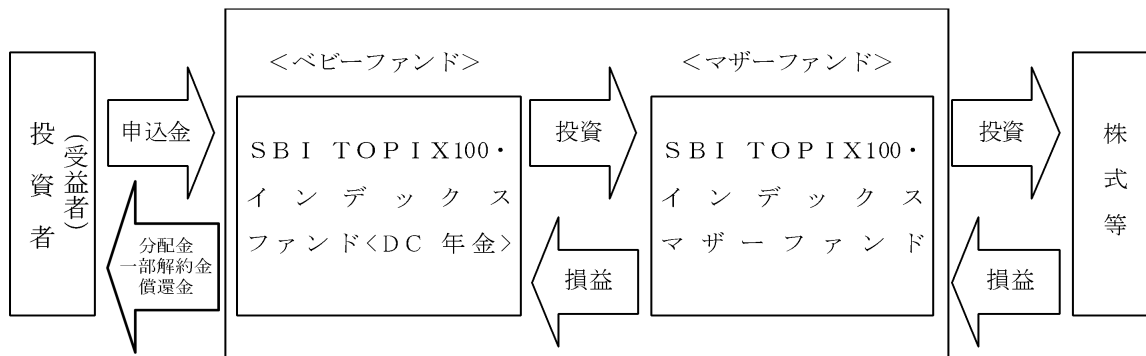 投資者
(受益者)
申込金
分配金
一部解約金
償還金
＜ベビーファンド＞
ＳＢＩ ＴＯＰＩＸ100・
インデックス
ファンド＜ＤＣ 年金＞
投資
損益
＜マザーファンド＞
ＳＢＩ ＴＯＰＩＸ100・
インデックス
マザーファンド
投資
損益
株式等